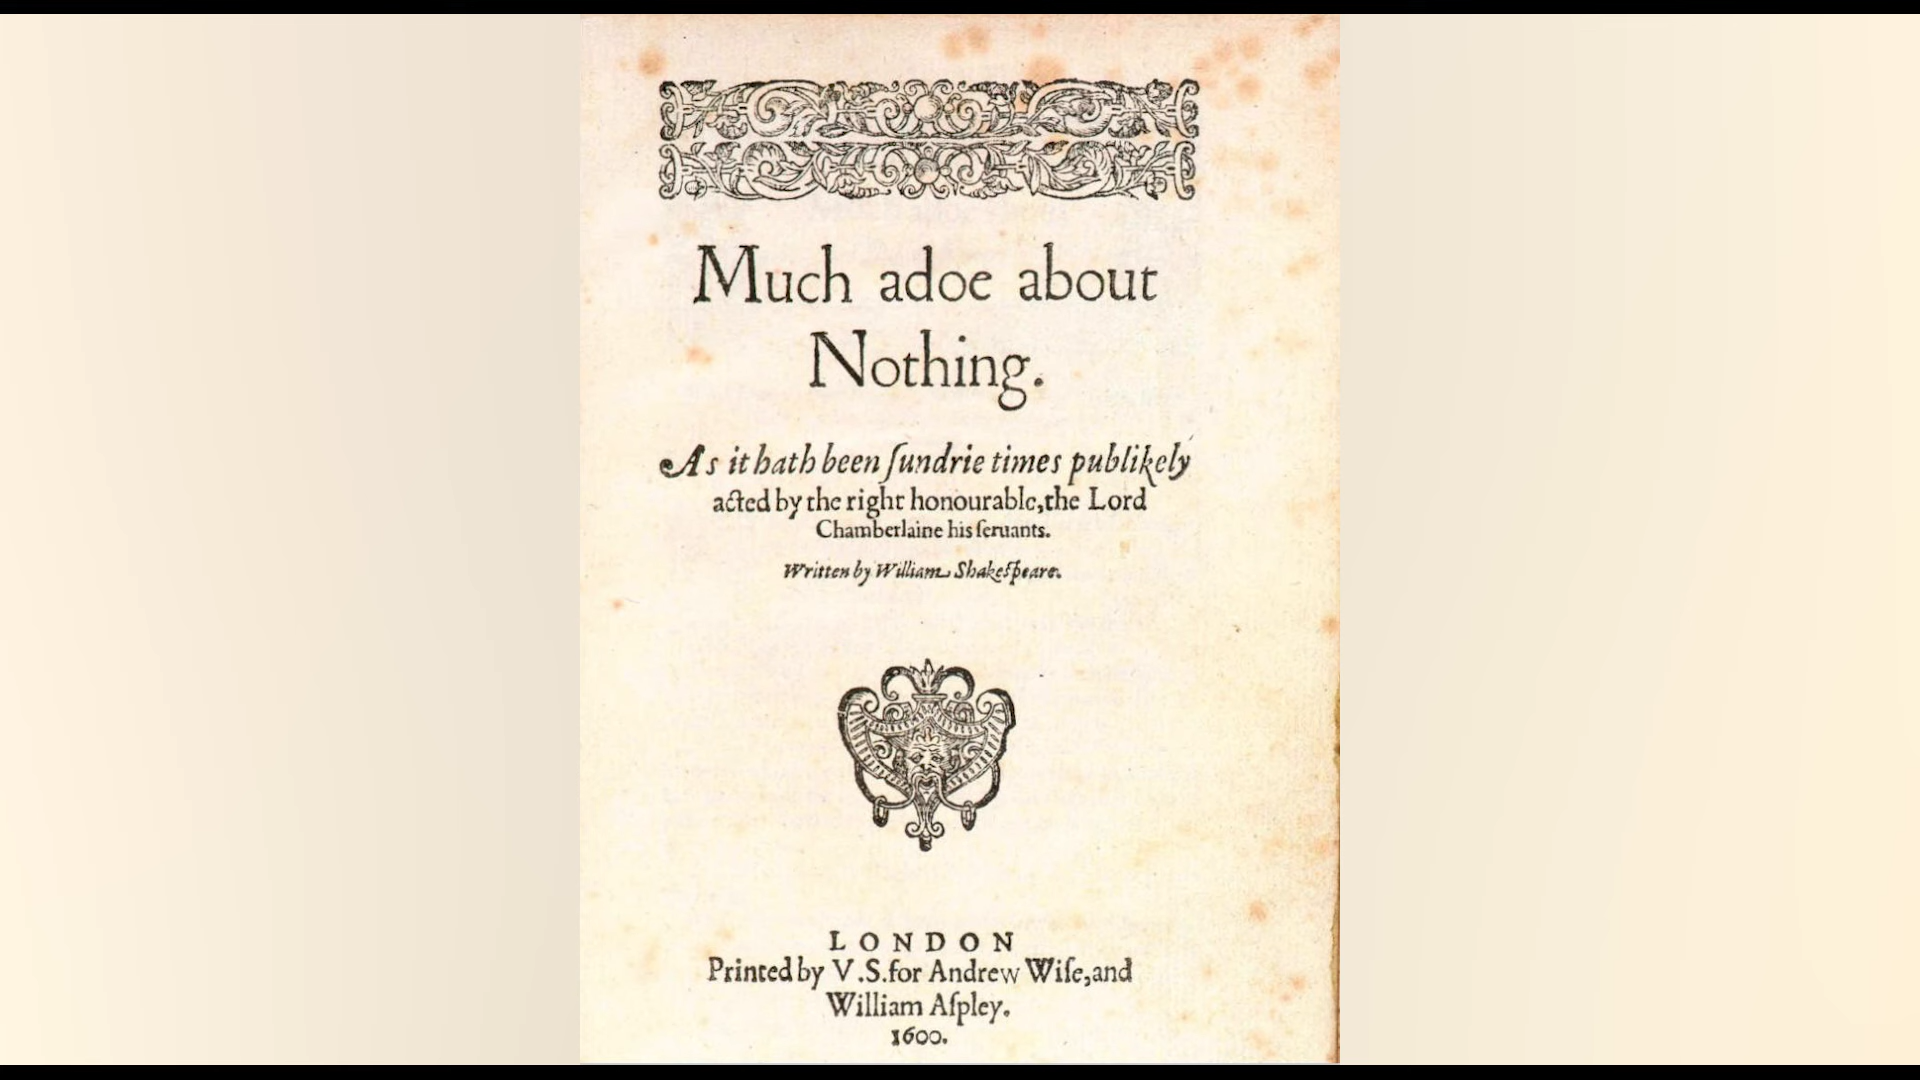 Much adoe about
Nothing.
As it hath been ſundrie times publikely
acted by the right honourable, the Lord
Chamberlaine his ſeruants.
Written by William Shakeſpeare.
LONDON
Printed by V.S. for Andrew Wiſe, and
William Aſpley.
1600.